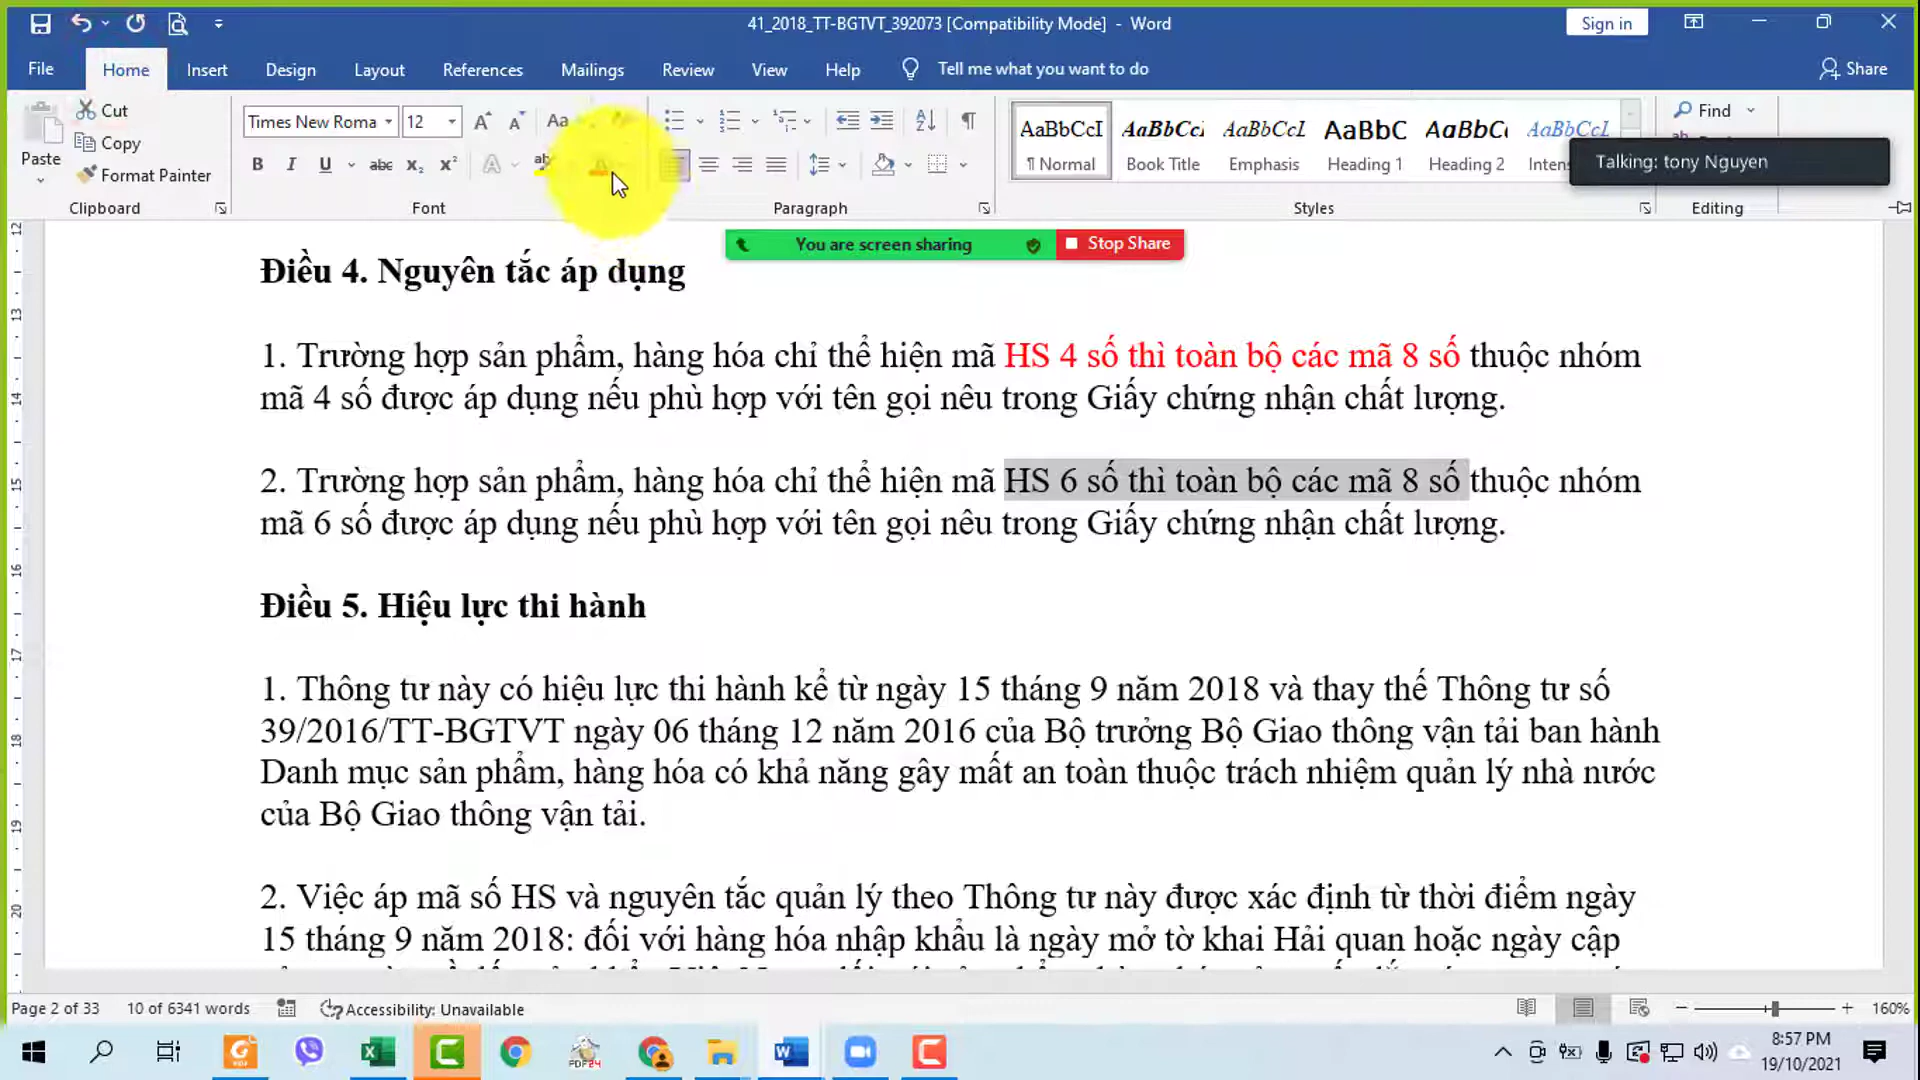 41_2018_TT-BGTVT_392073 [Compatibility Mode] - Word
Sign in
File Home Insert Design Layout References Mailings Review View Help Tell me what you want to do Share
Cut
Copy
Format Painter
Paste
Times New Roma 12
AaBbCcI AaBbCcI AaBbCcI AaBbC AaBbC AaBbCcI
¶ Normal Book Title Emphasis Heading 1 Heading 2 Inten
Find
Talking: tony Nguyen
Clipboard Font Paragraph Styles Editing
You are screen sharing Stop Share
Điều 4. Nguyên tắc áp dụng
1. Trường hợp sản phẩm, hàng hóa chỉ thể hiện mã HS 4 số thì toàn bộ các mã 8 số thuộc nhóm
mã 4 số được áp dụng nếu phù hợp với tên gọi nêu trong Giấy chứng nhận chất lượng.
2. Trường hợp sản phẩm, hàng hóa chỉ thể hiện mã HS 6 số thì toàn bộ các mã 8 số thuộc nhóm
mã 6 số được áp dụng nếu phù hợp với tên gọi nêu trong Giấy chứng nhận chất lượng.
Điều 5. Hiệu lực thi hành
1. Thông tư này có hiệu lực thi hành kể từ ngày 15 tháng 9 năm 2018 và thay thế Thông tư số
39/2016/TT-BGTVT ngày 06 tháng 12 năm 2016 của Bộ trưởng Bộ Giao thông vận tải ban hành
Danh mục sản phẩm, hàng hóa có khả năng gây mất an toàn thuộc trách nhiệm quản lý nhà nước
của Bộ Giao thông vận tải.
2. Việc áp mã số HS và nguyên tắc quản lý theo Thông tư này được xác định từ thời điểm ngày
15 tháng 9 năm 2018: đối với hàng hóa nhập khẩu là ngày mở tờ khai Hải quan hoặc ngày cập
Page 2 of 33 10 of 6341 words Accessibility: Unavailable 160%
8:57 PM
19/10/2021